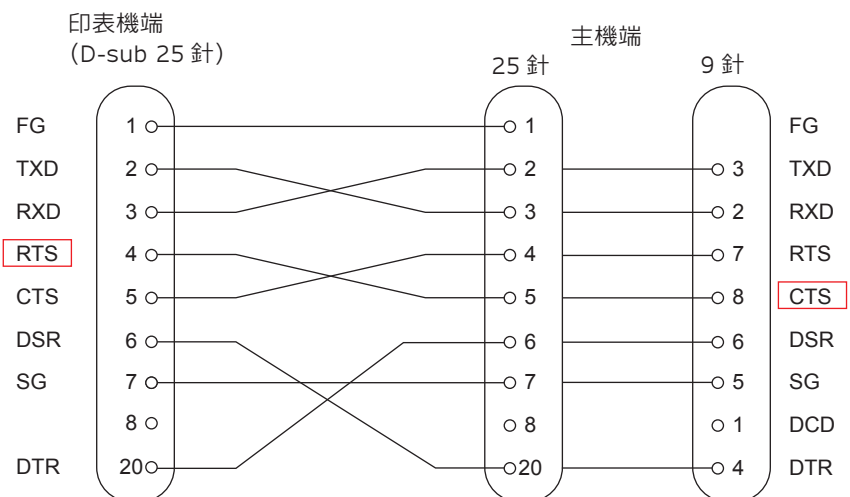 印表機端
(D-sub 25 針)
主機端
25 針
9 針
FG 1 1 FG
TXD 2 2 3 TXD
RXD 3 3 2 RXD
RTS 4 4 7 RTS
CTS 5 5 8 CTS
DSR 6 6 6 DSR
SG 7 7 5 SG
8 8 1 DCD
DTR 20 20 4 DTR